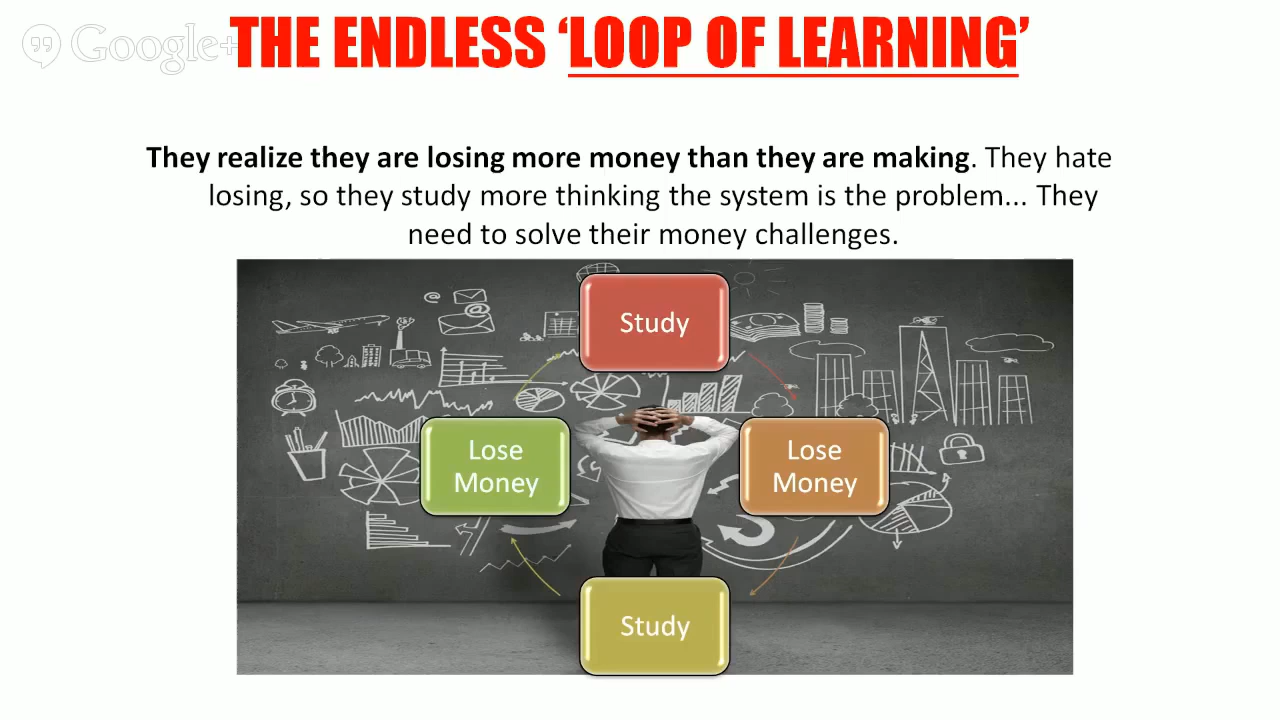 Google+
THE ENDLESS ‘LOOP OF LEARNING’
They realize they are losing more money than they are making. They hate
losing, so they study more thinking the system is the problem... They
need to solve their money challenges.
Study
Lose
Money
Lose
Money
Study